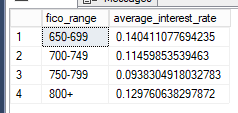 Messages
fico_range average_interest_rate
1 650-699 0.140411077694235
2 700-749 0.11459853539463
3 750-799 0.0938304918032783
4 800+ 0.129760638297872